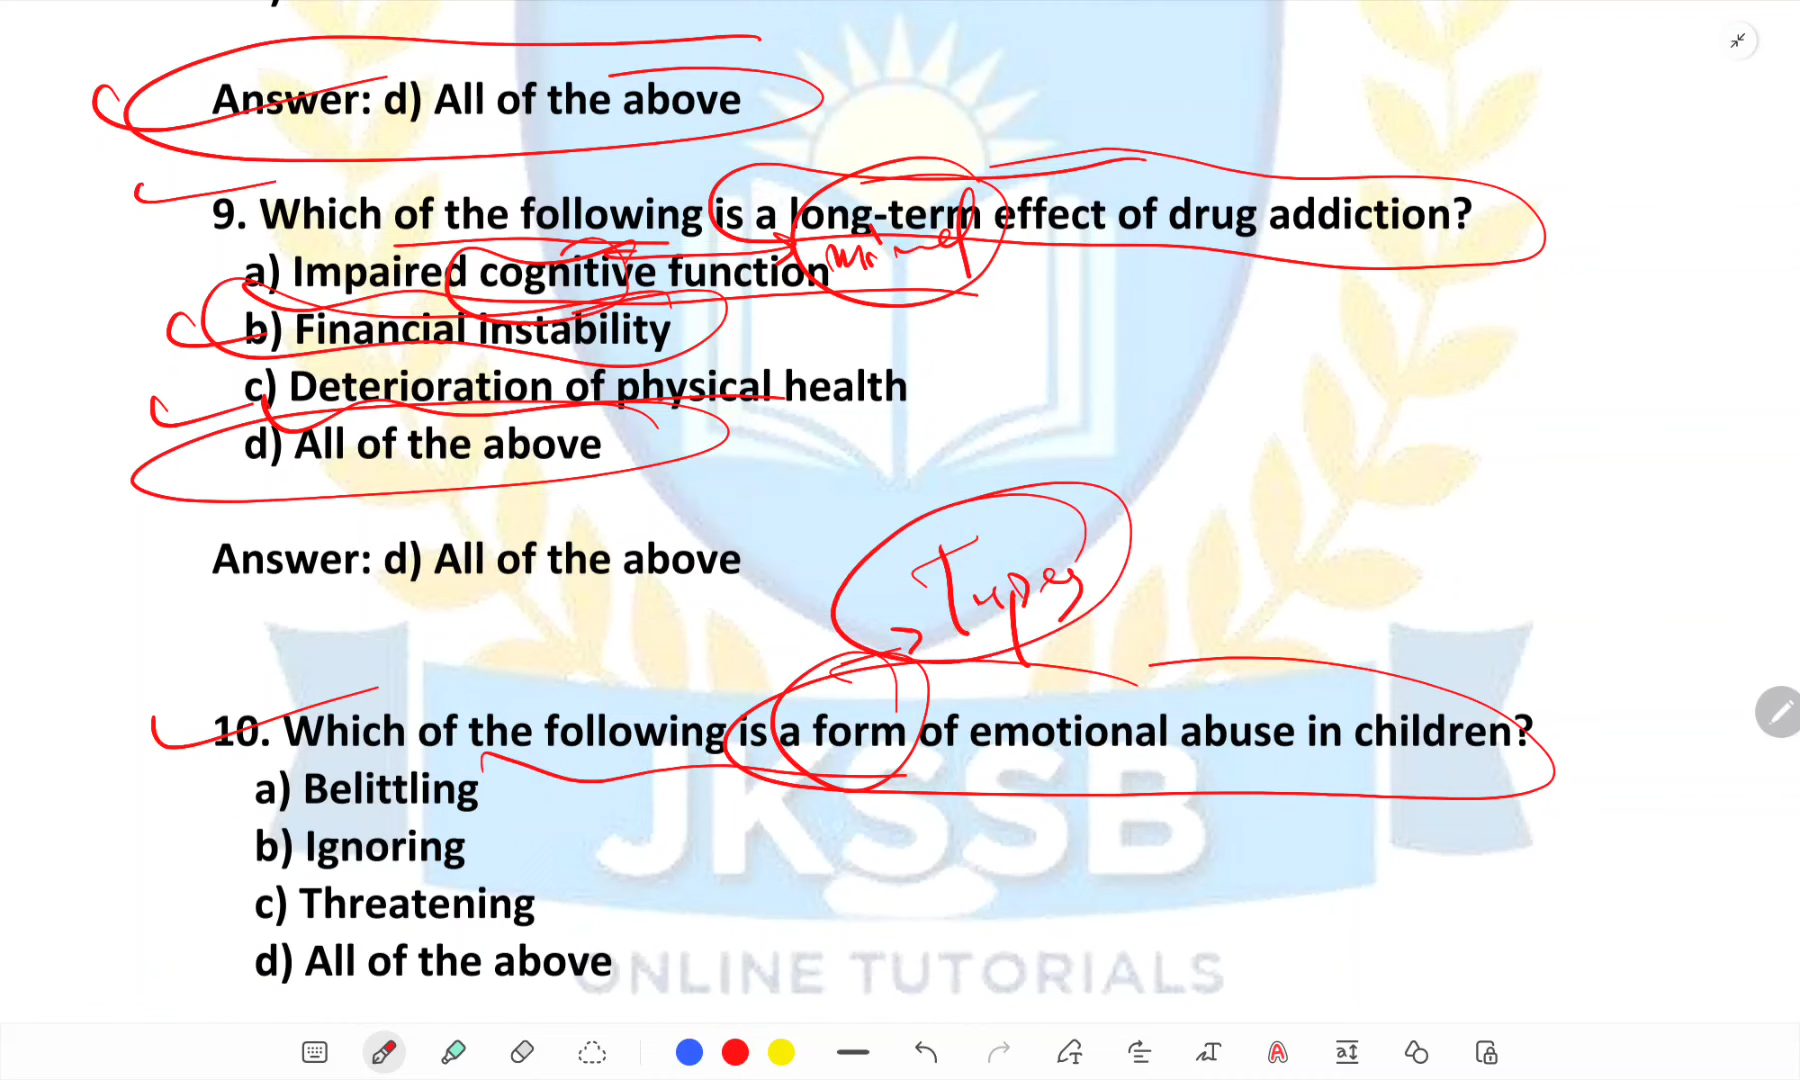 Answer: d) All of the above
9. Which of the following is a long-term effect of drug addiction?
a) Impaired cognitive function
b) Financial instability
c) Deterioration of physical health
d) All of the above
Answer: d) All of the above
Types
10. Which of the following is a form of emotional abuse in children?
a) Belittling
b) Ignoring
c) Threatening
d) All of the above
JKSSB
ONLINE TUTORIALS